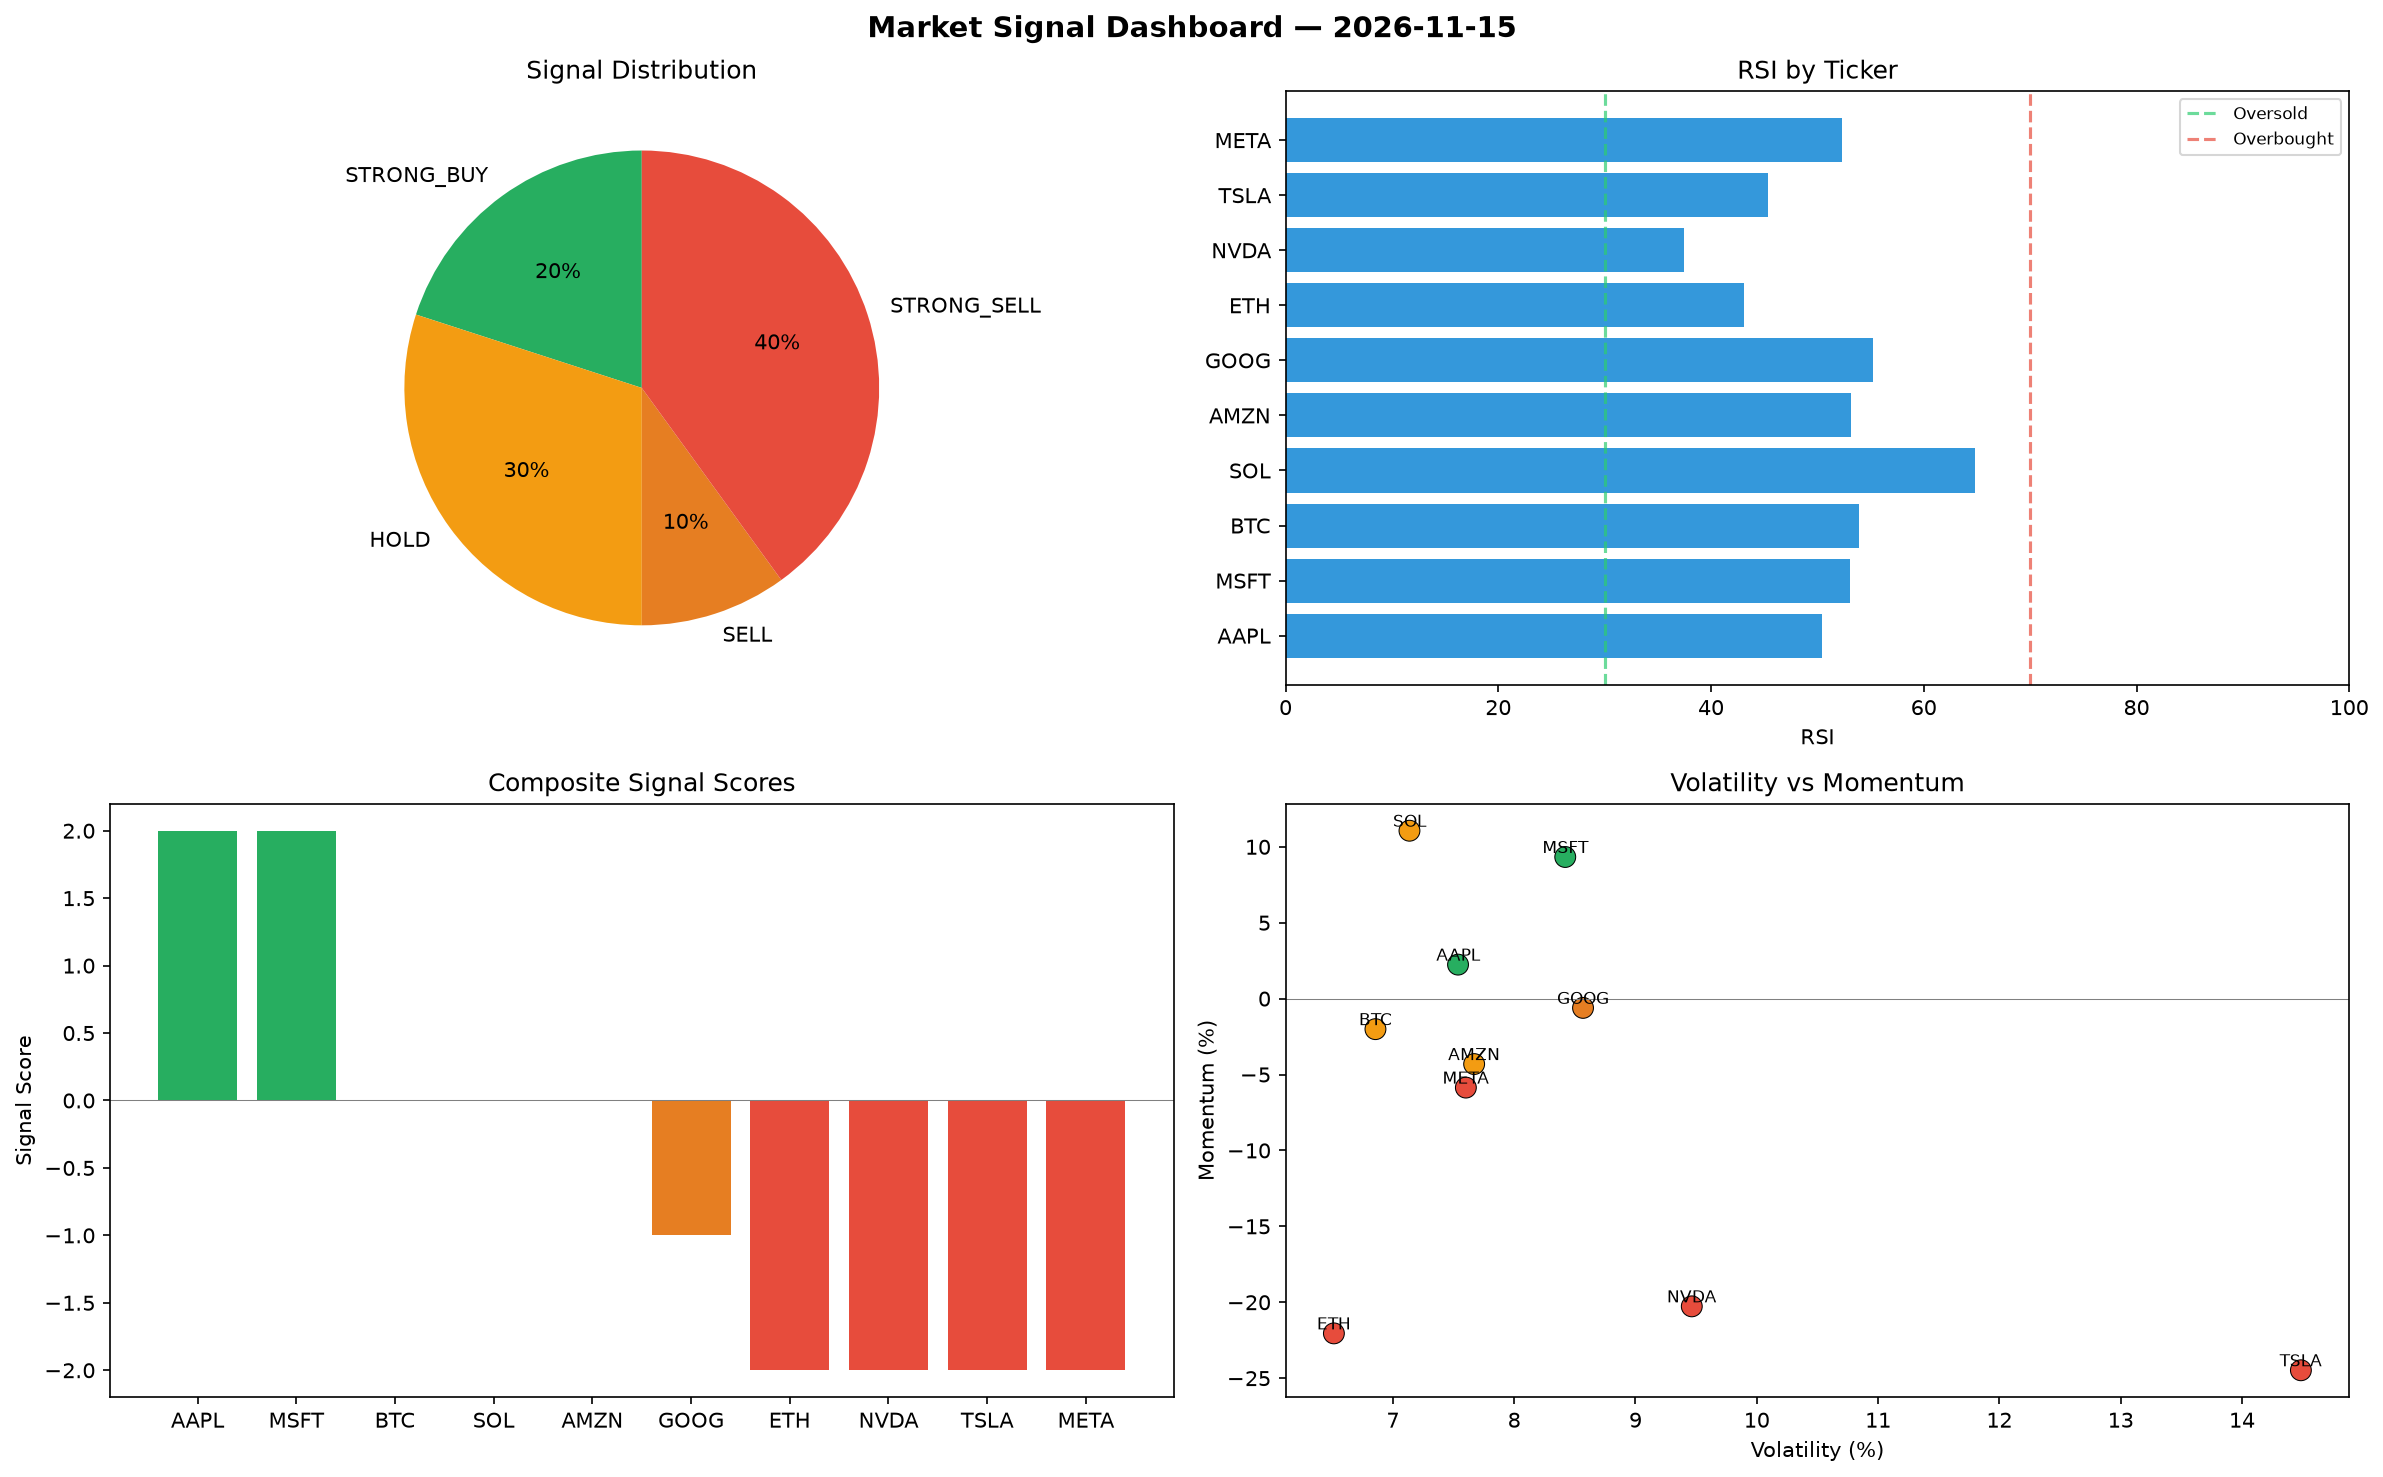 Market Signal Dashboard — 2026-11-15
Signal Distribution
STRONG_BUY
20%
STRONG_SELL
40%
30%
HOLD
10%
SELL
RSI by Ticker
Oversold
Overbought
META
TSLA
NVDA
ETH
GOOG
AMZN
SOL
BTC
MSFT
AAPL
0 20 40 60 80 100
RSI
Composite Signal Scores
Signal Score
2.0
1.5
1.0
0.5
0.0
−0.5
−1.0
−1.5
−2.0
AAPL MSFT BTC SOL AMZN GOOG ETH NVDA TSLA META
Volatility vs Momentum
Momentum (%)
10
5
0
−5
−10
−15
−20
−25
SOL
MSFT
AAPL
GOOG
BTC
AMZN
META
NVDA
ETH
TSLA
7 8 9 10 11 12 13 14
Volatility (%)